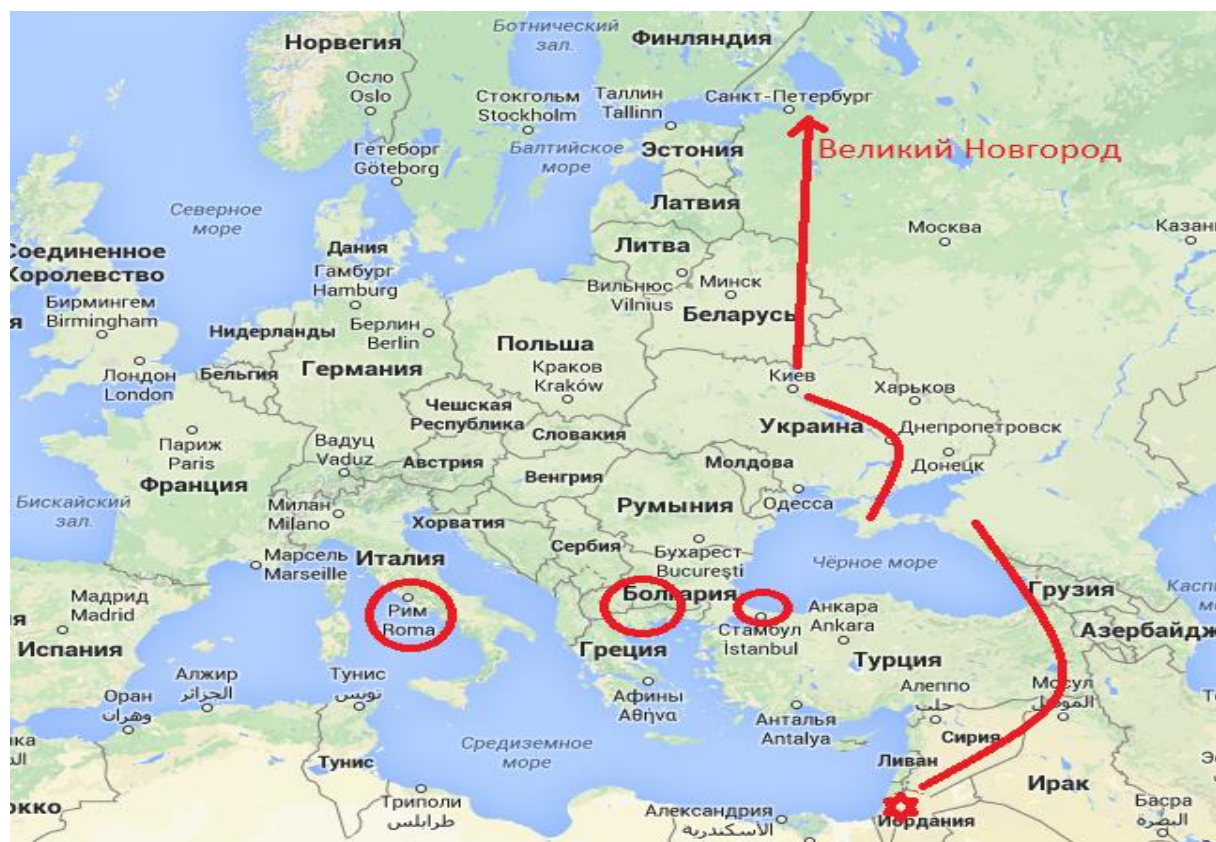 Ботнический
зал.
Финляндия
Норвегия
Осло
Oslo
Стокгольм
Stockholm
Таллин
Tallinn
Санкт-Петербург
Великий Новгород
Гетеборг
Göteborg
Балтийское
море
Эстония
Латвия
Северное
море
Москва
Казань
Соединенное
Королевство
Дания
Литва
Гамбург
Hamburg
Вильнюс
Vilnius
Минск
Бирмингем
Birmingham
Беларусь
Нидерланды
Берлин
Berlin
Польша
Лондон
London
Бельгия
Германия
Краков
Kraków
Киев
Харьков
Чешская
Республика
Украина
Днепропетровск
Париж
Paris
Вадуц
Vaduz
Словакия
Австрия
Молдова
Донецк
Франция
Венгрия
Бискайский
зал.
Милан
Milano
Хорватия
Румыния
Одесса
Сербия
Бухарест
Bucureşti
Чёрное море
Марсель
Marseille
Италия
Грузия
Мадрид
Madrid
Рим
Roma
Болгария
Стамбул
İstanbul
Анкара
Ankara
Азербайдж
Испания
Греция
Турция
Алжир
الجزائر
Тунис
تونس
Афины
Αθήνα
Алеппо
حلب
Мосул
الموصل
Оран
وهران
Анталья
Antalya
Средиземное
море
Сирия
Тунис
Ливан
Ирак
Триполи
طرابلس
Александрия
الأسكندرية
Иордания
Басра
البصرة